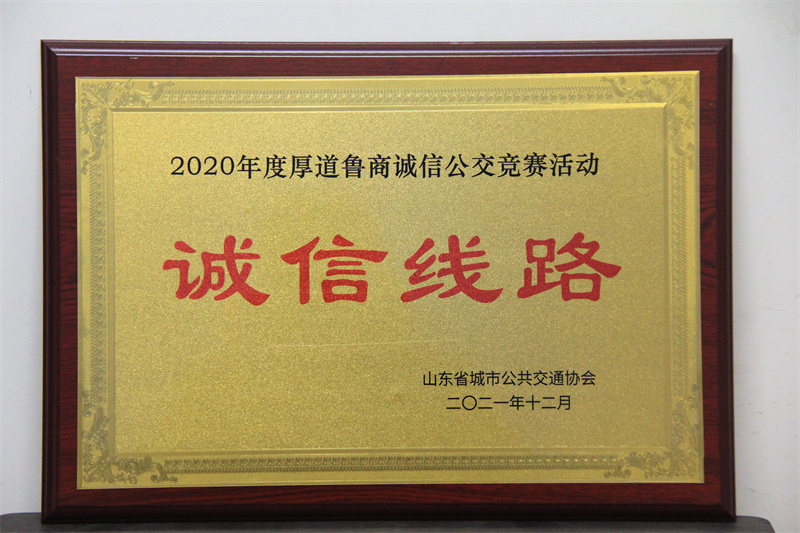 2020年度厚道鲁商诚信公交竞赛活动
诚信线路
山东省城市公共交通协会
二〇二一年十二月